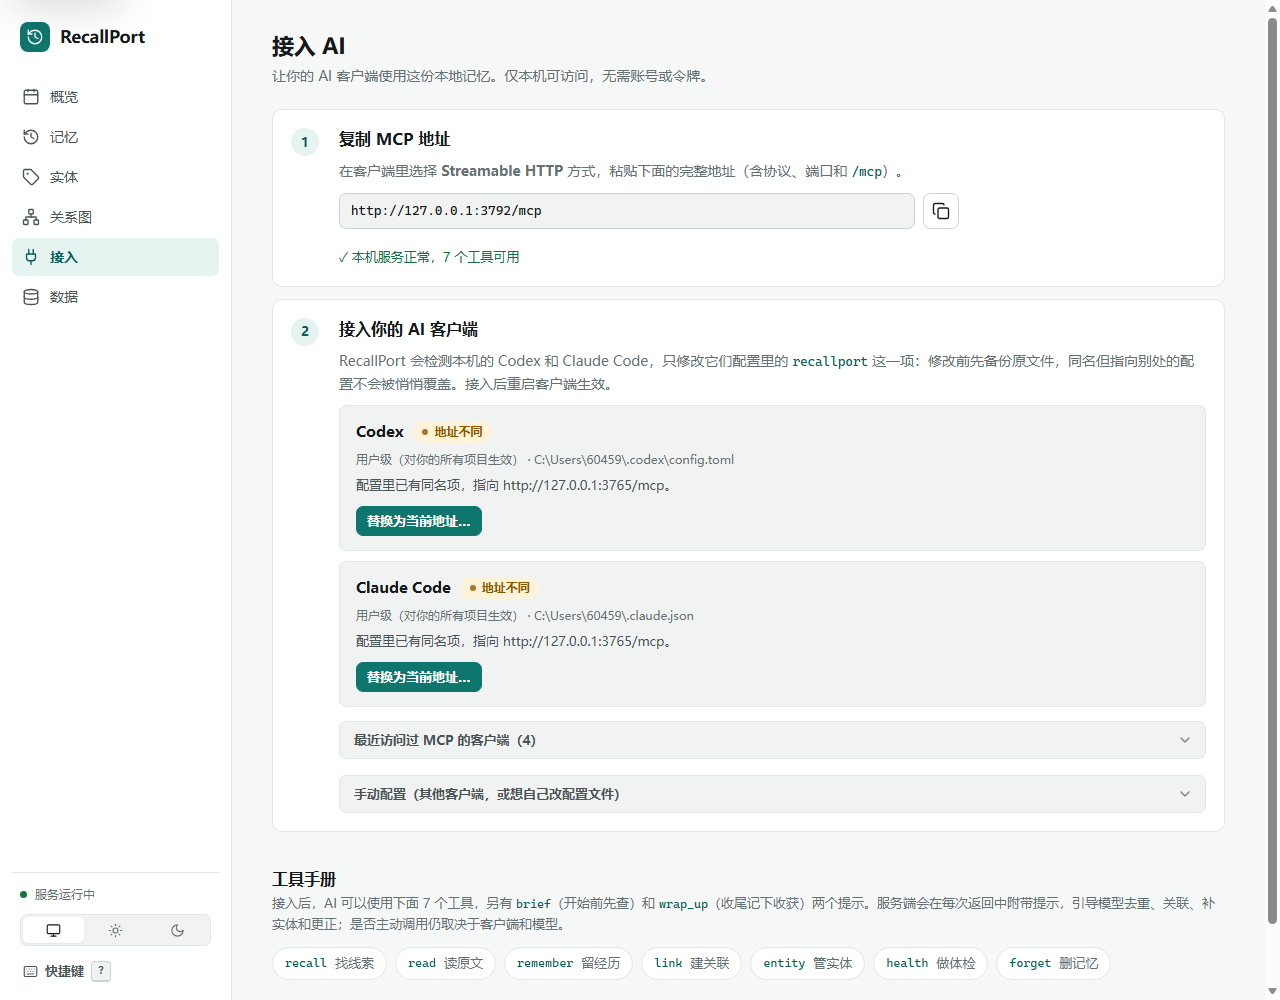 RecallPort
概览
记忆
实体
关系图
接入
数据
服务运行中
快捷键 ?
接入 AI
让你的 AI 客户端使用这份本地记忆。仅本机可访问，无需账号或令牌。
1
复制 MCP 地址
在客户端里选择 Streamable HTTP 方式，粘贴下面的完整地址（含协议、端口和 /mcp）。
http://127.0.0.1:3792/mcp
✓ 本机服务正常，7 个工具可用
2
接入你的 AI 客户端
RecallPort 会检测本机的 Codex 和 Claude Code，只修改它们配置里的 recallport 这一项：修改前先备份原文件，同名但指向别处的配
置不会被悄悄覆盖。接入后重启客户端生效。
Codex 地址不同
用户级（对你的所有项目生效） · C:\Users\60459\.codex\config.toml
配置里已有同名项，指向 http://127.0.0.1:3765/mcp。
替换为当前地址…
Claude Code 地址不同
用户级（对你的所有项目生效） · C:\Users\60459\.claude.json
配置里已有同名项，指向 http://127.0.0.1:3765/mcp。
替换为当前地址…
最近访问过 MCP 的客户端（4）
手动配置（其他客户端，或想自己改配置文件）
工具手册
接入后，AI 可以使用下面 7 个工具，另有 brief（开始前先查）和 wrap_up（收尾记下收获）两个提示。服务端会在每次返回中附带提示，引导模型去重、关联、补
实体和更正；是否主动调用仍取决于客户端和模型。
recall 找线索
read 读原文
remember 留经历
link 建关联
entity 管实体
health 做体检
forget 删记忆